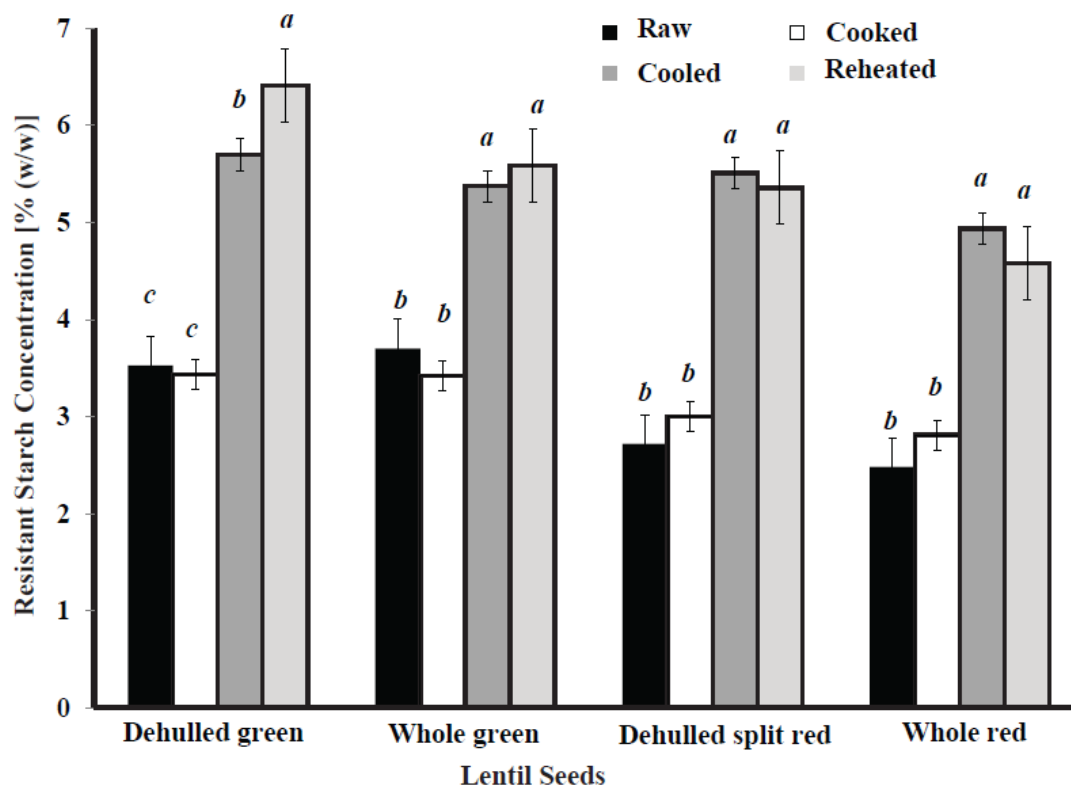 Resistant Starch Concentration [% (w/w)]
7
6
5
4
3
2
1
0
Raw
Cooked
Cooled
Reheated
c
c
b
a
b
b
a
a
b
b
a
a
b
b
a
a
Dehulled green
Whole green
Dehulled split red
Whole red
Lentil Seeds